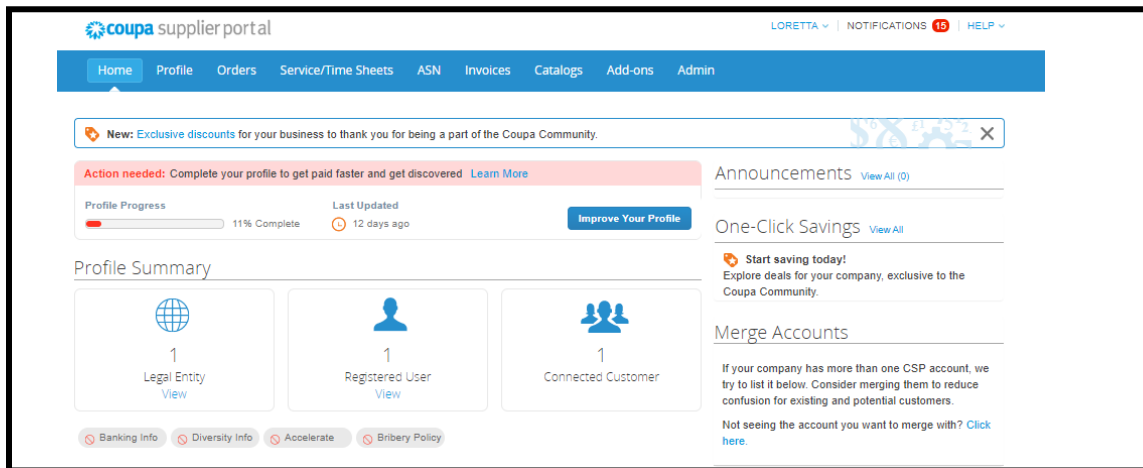 coupa supplier portal
LORETTA NOTIFICATIONS 15 HELP
Home Profile Orders Service/Time Sheets ASN Invoices Catalogs Add-ons Admin
New: Exclusive discounts for your business to thank you for being a part of the Coupa Community.
Action needed: Complete your profile to get paid faster and get discovered Learn More
Profile Progress
11% Complete
Last Updated
12 days ago
Improve Your Profile
Profile Summary
1
Legal Entity
View
1
Registered User
View
1
Connected Customer
Banking Info Diversity Info Accelerate Bribery Policy
Announcements View All (0)
One-Click Savings View All
Start saving today!
Explore deals for your company, exclusive to the
Coupa Community.
Merge Accounts
If your company has more than one CSP account, we
try to list it below. Consider merging them to reduce
confusion for existing and potential customers.
Not seeing the account you want to merge with? Click
here.